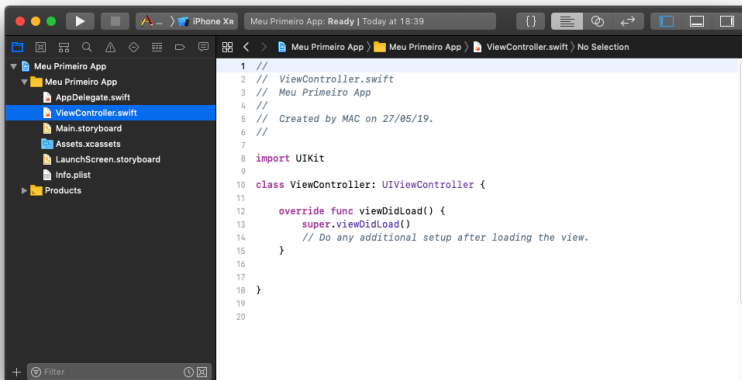 A... iPhone XR Meu Primeiro App: Ready | Today at 18:39 {}
Meu Primeiro App Meu Primeiro App ViewController.swift No Selection
Meu Primeiro App
Meu Primeiro App
AppDelegate.swift
ViewController.swift
Main.storyboard
Assets.xcassets
LaunchScreen.storyboard
Info.plist
Products
Filter
1 //
2 //  ViewController.swift
3 //  Meu Primeiro App
4 //
5 //  Created by MAC on 27/05/19.
6 //
7
8 import UIKit
9
10 class ViewController: UIViewController {
11
12     override func viewDidLoad() {
13         super.viewDidLoad()
14         // Do any additional setup after loading the view.
15     }
16
17
18 }
19
20